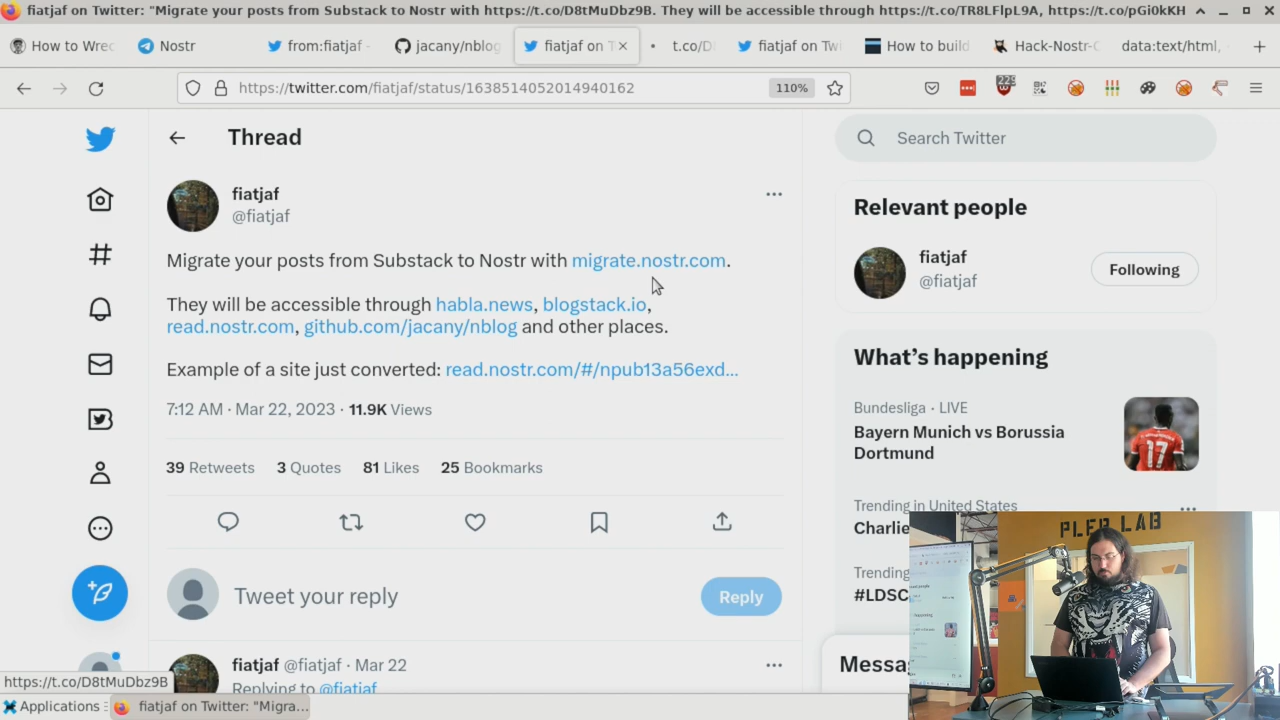 fiatjaf on Twitter: "Migrate your posts from Substack to Nostr with https://t.co/D8tMuDbz9B. They will be accessible through https://t.co/TR8LFlpL9A, https://t.co/pGi0kKH
How to Wrec
Nostr
from:fiatjaf -
jacany/nblog
fiatjaf on T
t.co/D
fiatjaf on Twi
How to build
Hack-Nostr-C
data:text/html,
https://twitter.com/fiatjaf/status/1638514052014940162
110%
225
Thread
Search Twitter
fiatjaf
@fiatjaf
Migrate your posts from Substack to Nostr with migrate.nostr.com.
They will be accessible through habla.news, blogstack.io,
read.nostr.com, github.com/jacany/nblog and other places.
Example of a site just converted: read.nostr.com/#/npub13a56exd...
7:12 AM · Mar 22, 2023 · 11.9K Views
39 Retweets 3 Quotes 81 Likes 25 Bookmarks
Tweet your reply
Reply
fiatjaf @fiatjaf · Mar 22
Replying to @fiatjaf
Relevant people
fiatjaf
@fiatjaf
Following
What's happening
Bundesliga · LIVE
Bayern Munich vs Borussia
Dortmund
17
Trending in United States
Charlie
Trending
#LDSC
Messa
PLEB LAB
https://t.co/D8tMuDbz9B
Applications
fiatjaf on Twitter: "Migra...